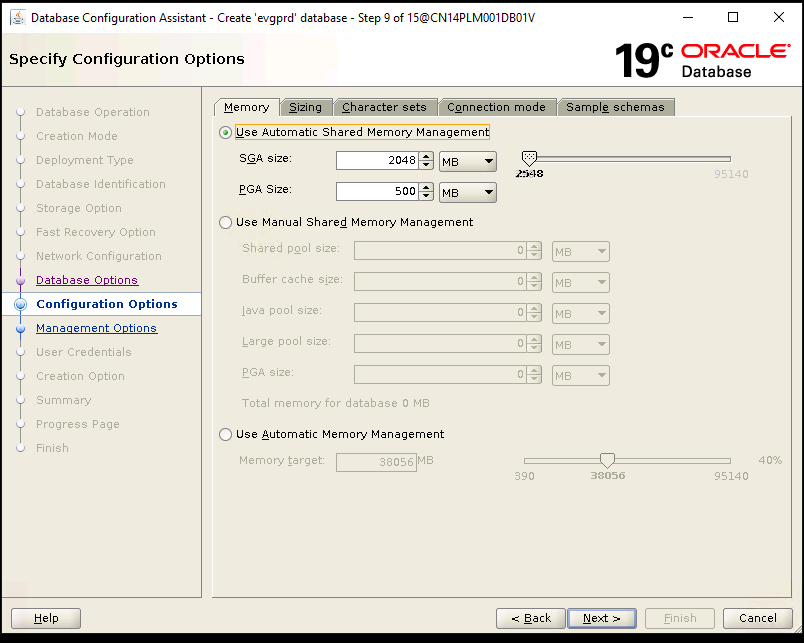 Database Configuration Assistant - Create 'evgprd' database - Step 9 of 15@CN14PLM001DB01V
Specify Configuration Options
19c ORACLE
Database
Database Operation
Creation Mode
Deployment Type
Database Identification
Storage Option
Fast Recovery Option
Network Configuration
Database Options
Configuration Options
Management Options
User Credentials
Creation Option
Summary
Progress Page
Finish
Memory Sizing Character sets Connection mode Sample schemas
Use Automatic Shared Memory Management
SGA size: 2048 MB
2548 95140
PGA Size: 500 MB
Use Manual Shared Memory Management
Shared pool size: 0 MB
Buffer cache size: 0 MB
Java pool size: 0 MB
Large pool size: 0 MB
PGA size: 0 MB
Total memory for database 0 MB
Use Automatic Memory Management
Memory target: 38056 MB 40%
390 38056 95140
Help < Back Next > Finish Cancel